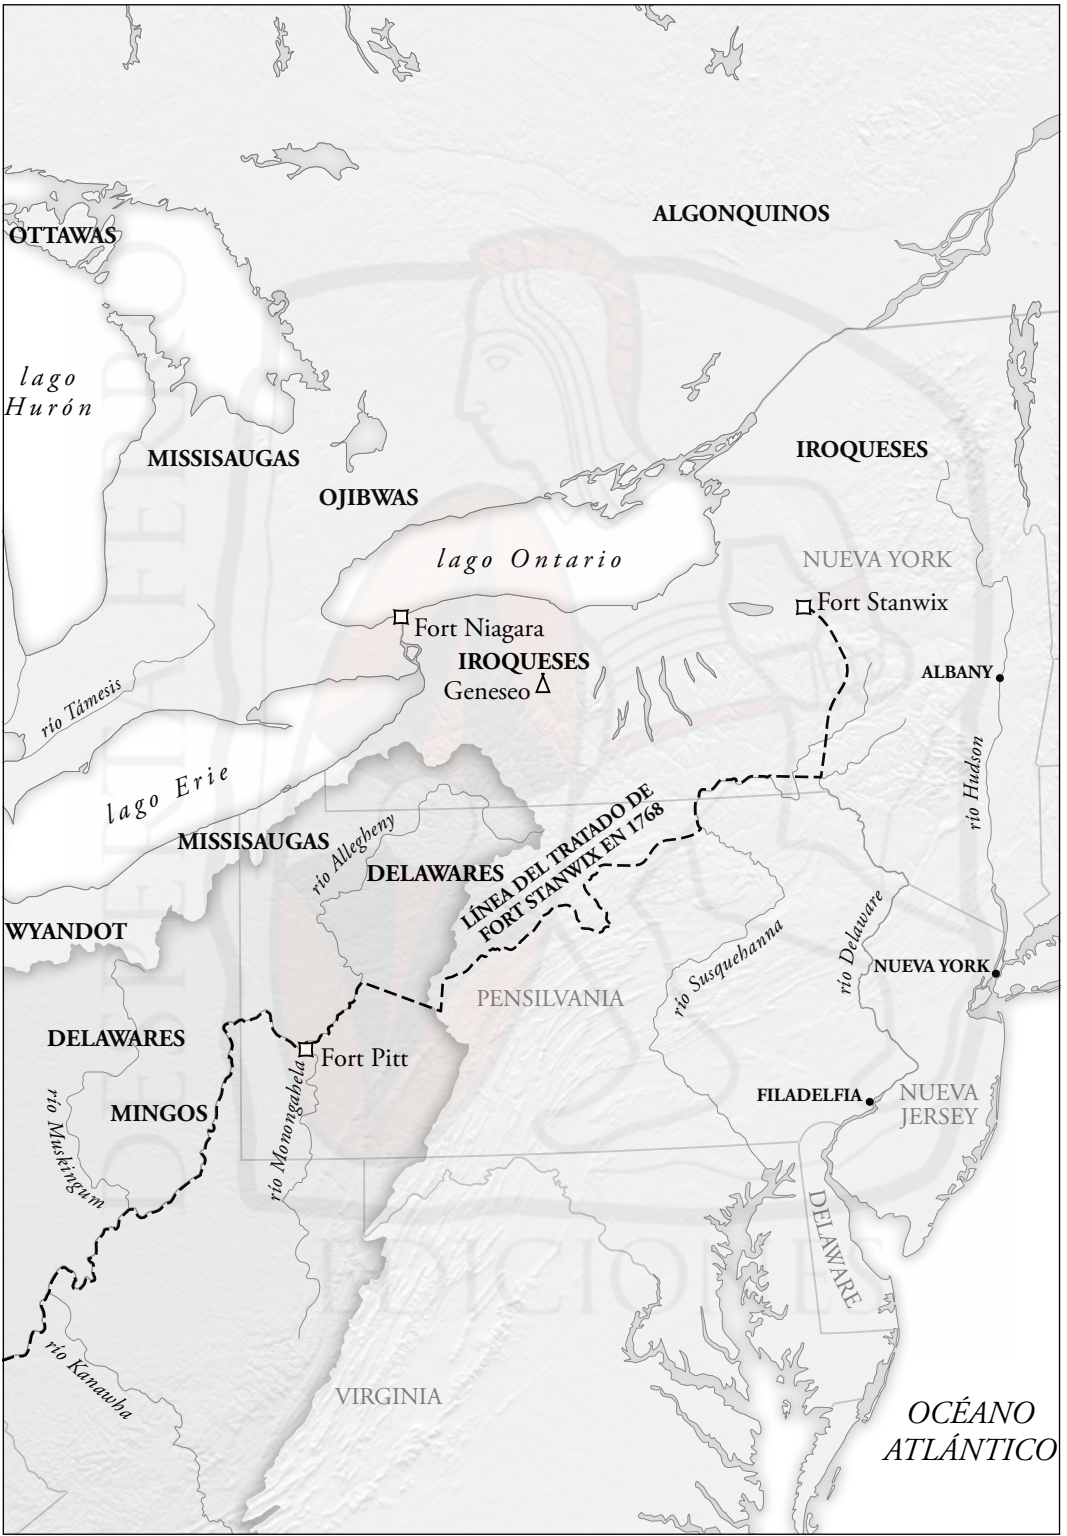 ALGONQUINOS
OTTAWAS
lago
Hurón
MISSISAUGAS
IROQUESES
OJIBWAS
lago Ontario
NUEVA YORK
Fort Stanwix
Fort Niagara
IROQUESES
Geneseo
ALBANY
río Támesis
río Hudson
lago Erie
LÍNEA DEL TRATADO DE
FORT STANWIX EN 1768
MISSISAUGAS
río Allegheny
DELAWARES
WYANDOT
río Delaware
río Susquehanna
NUEVA YORK
PENSILVANIA
DELAWARES
Fort Pitt
río Monongahela
MINGOS
río Muskingum
FILADELFIA
NUEVA
JERSEY
DELAWARE
río Kanawha
VIRGINIA
OCÉANO
ATLÁNTICO
DESPERTA FERRO
EDICIONES